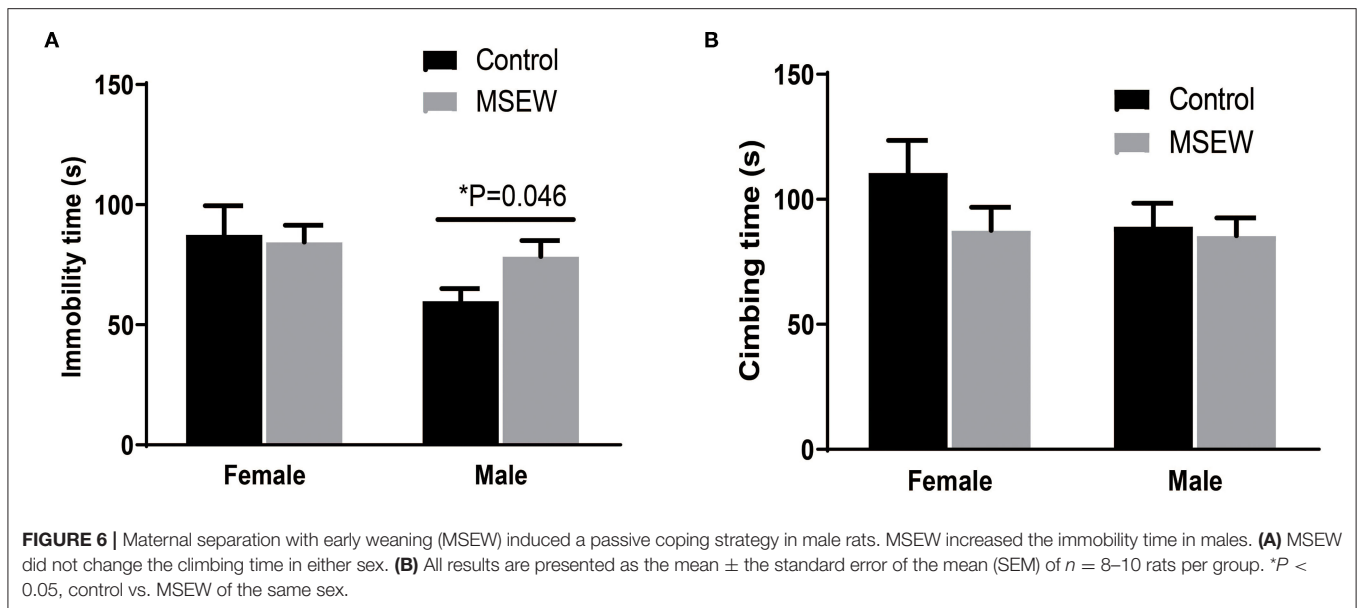 A
Control
MSEW
150
100
50
0
Immobility time (s)
*P=0.046
Female
Male
B
Control
MSEW
150
100
50
0
Cimbing time (s)
Female
Male
FIGURE 6 | Maternal separation with early weaning (MSEW) induced a passive coping strategy in male rats. MSEW increased the immobility time in males. (A) MSEW
did not change the climbing time in either sex. (B) All results are presented as the mean ± the standard error of the mean (SEM) of n = 8–10 rats per group. *P <
0.05, control vs. MSEW of the same sex.